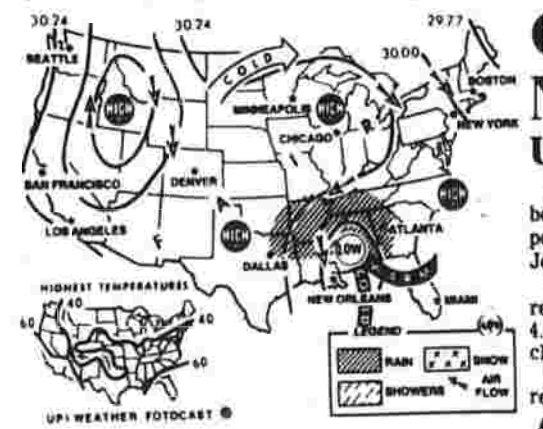 30.24
30.24
29.77
30.00
SEATTLE
COLD
BOSTON
HIGH
MINNEAPOLIS
HIGH
NEW YORK
CHICAGO
SAN FRANCISCO
DENVER
HIGH
LOS ANGELES
HIGH
ATLANTA
LOW
DALLAS
HIGHEST TEMPERATURES
NEW ORLEANS
MIAMI
60
40
40
60
LEGEND
RAIN
SNOW
SHOWERS
AIR
FLOW
UPI WEATHER FOTOCAST ®